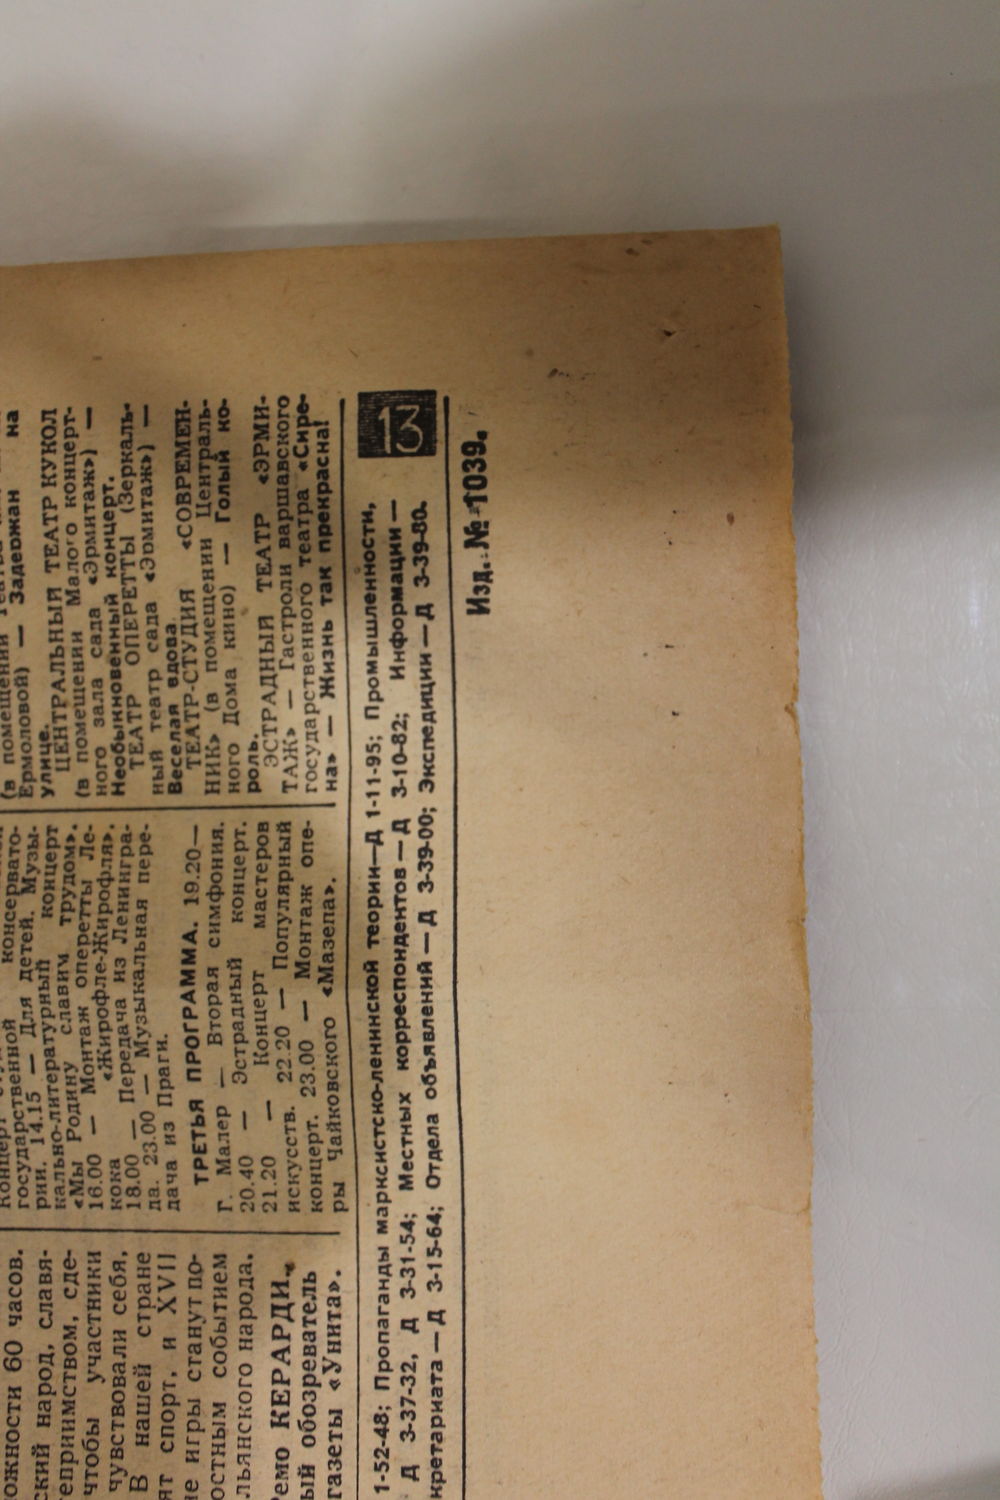 ожности 60 часов.
ский народ, славя-
теприимством, сде-
чтобы участники
чувствовали себя,
В нашей стране
ят спорт, и XVII
не игры станут по-
остным событием
льянского народа.
емо КЕРАРДИ,
ый обозреватель
газеты «Унита».
государственной консервато-
рии. 14.15 — Для детей. Музы-
кально-литературный концерт
«Мы Родину славим трудом».
16.00 — Монтаж оперетты Ле-
кока «Жирофле-Жирофля».
18.00 — Передача из Ленингра-
да. 23.00 — Музыкальная пере-
дача из Праги.
ТРЕТЬЯ ПРОГРАММА. 19.20—
Г. Малер — Вторая симфония.
20.40 — Эстрадный концерт.
21.20 — Концерт мастеров
искусств. 22.20 — Популярный
концерт. 23.00 — Монтаж опе-
ры Чайковского «Мазепа».
(в помещении
Ермоловой) — Задержан на
улице.
ЦЕНТРАЛЬНЫЙ ТЕАТР КУКОЛ
(в помещении Малого концерт-
ного зала сада «Эрмитаж») —
Необыкновенный концерт.
ТЕАТР ОПЕРЕТТЫ (Зеркаль-
ный театр сада «Эрмитаж») —
Веселая вдова.
ТЕАТР-СТУДИЯ «СОВРЕМЕН-
НИК» (в помещении Централь-
ного Дома кино) — Голый ко-
роль.
ЭСТРАДНЫЙ ТЕАТР «ЭРМИ-
ТАЖ» — Гастроли варшавского
государственного театра «Сире-
на» — Жизнь так прекрасна!
1-52-48; Пропаганды марксистско-ленинской теории—Д 1-11-95; Промышленности,
Д 3-37-32, Д 3-31-54; Местных корреспондентов — Д 3-10-82; Информации —
кретариата — Д 3-15-64; Отдела объявлений — Д 3-39-00; Экспедиции — Д 3-39-80.
13
Изд. № 1039.